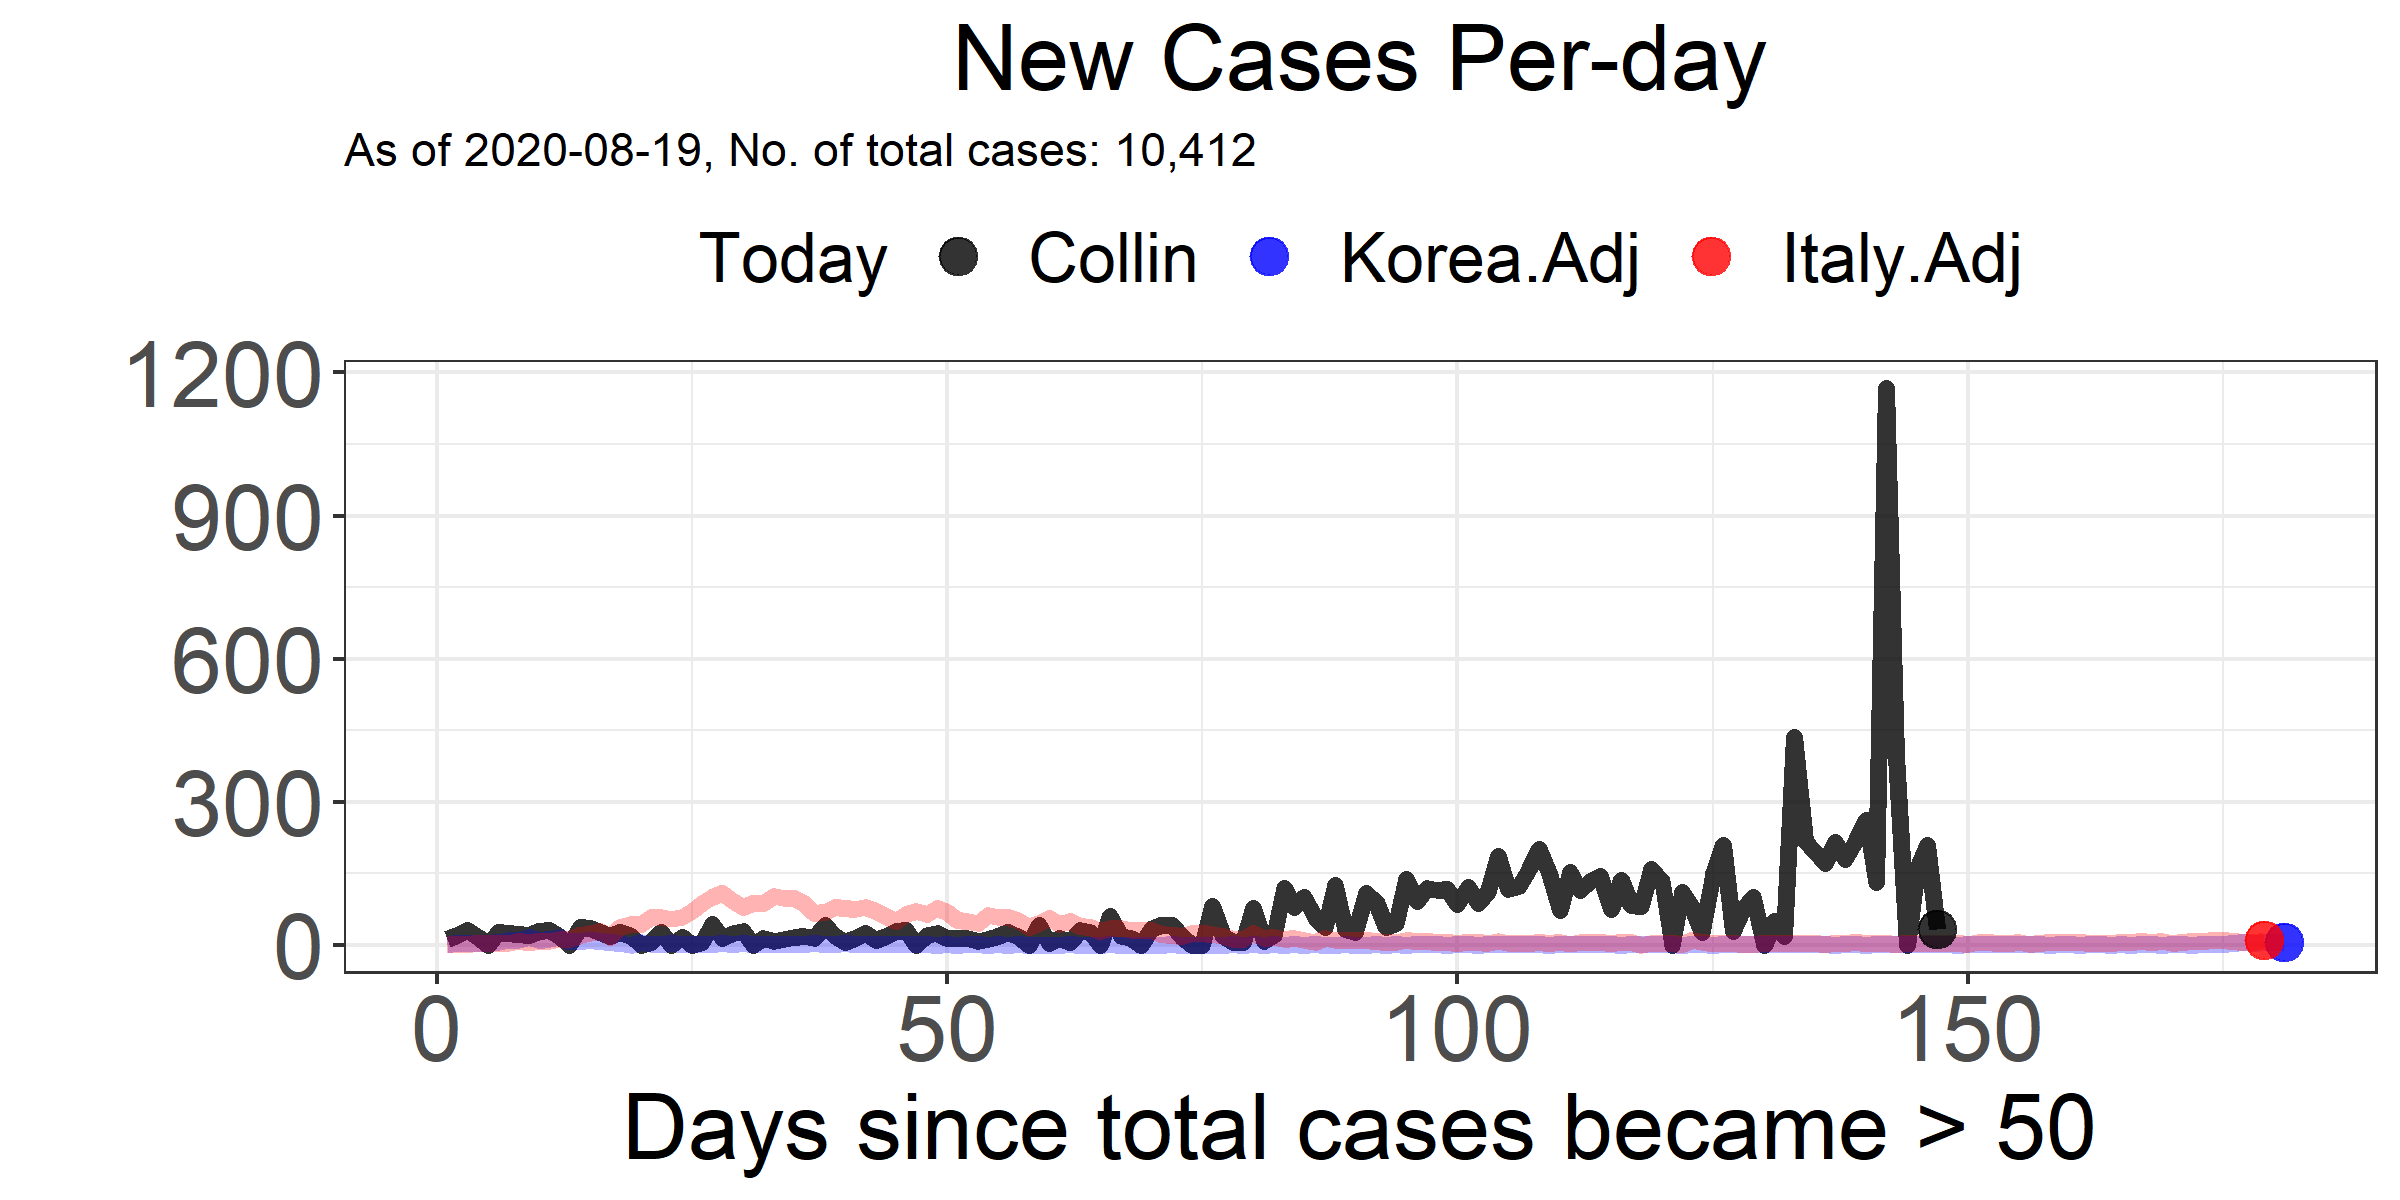 New Cases Per-day
As of 2020-08-19, No. of total cases: 10,412
Today Collin Korea.Adj Italy.Adj
1200
900
600
300
0
0 50 100 150
Days since total cases became > 50